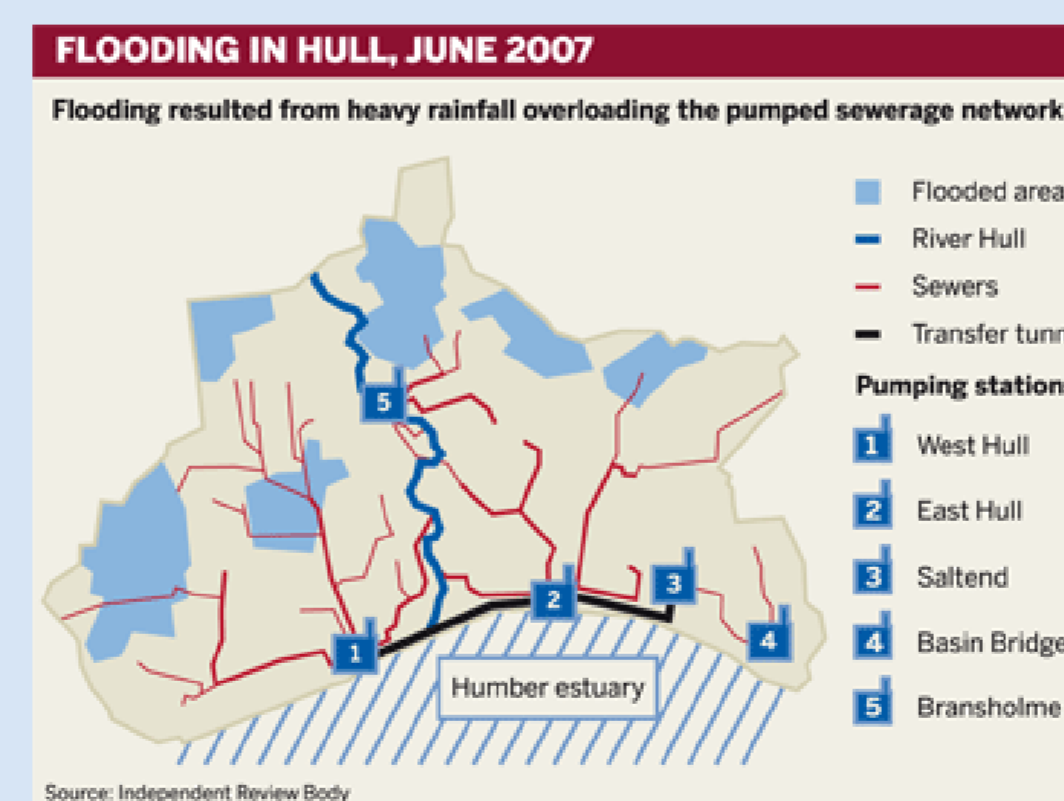 FLOODING IN HULL, JUNE 2007
Flooding resulted from heavy rainfall overloading the pumped sewerage network
Flooded area
River Hull
Sewers
Transfer tunn
Pumping station
1 West Hull
2 East Hull
3 Saltend
4 Basin Bridge
5 Bransholme
5
3
2
4
1
Humber estuary
Source: Independent Review Body